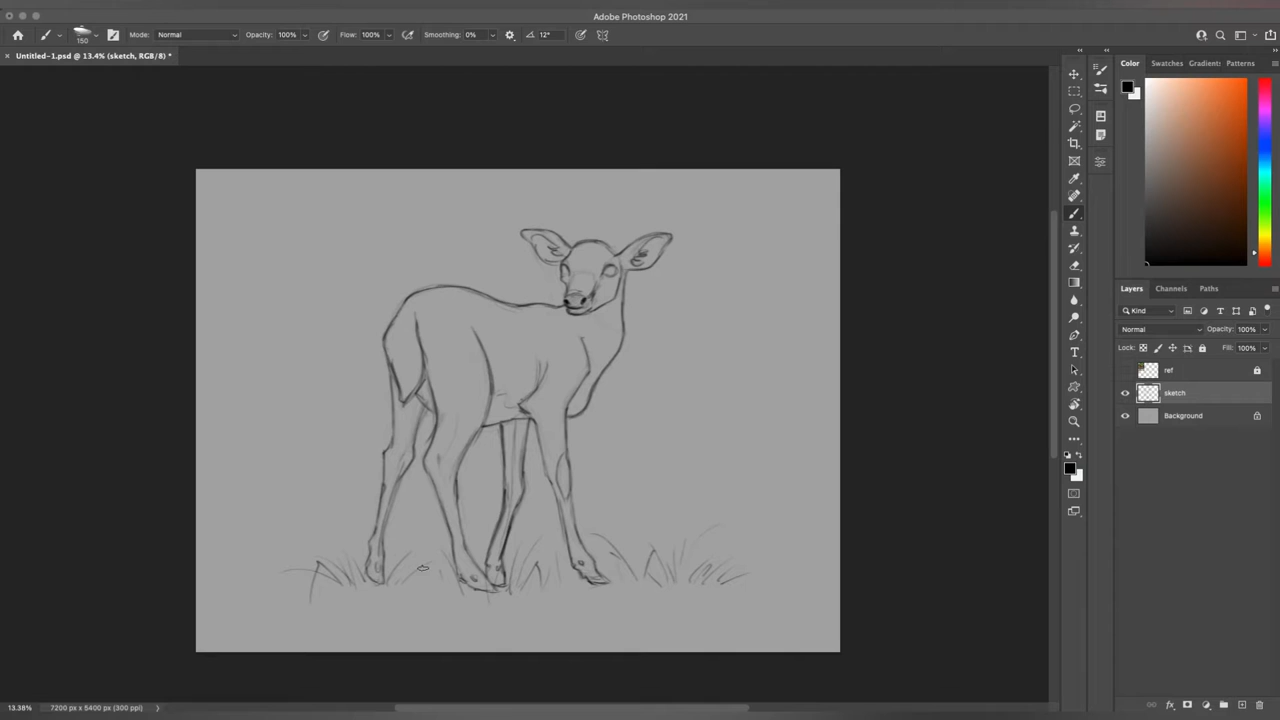 Adobe Photoshop 2021
150
Mode: Normal
Opacity: 100%
Flow: 100%
Smoothing: 0%
12°
Untitled-1.psd @ 13.4% (sketch, RGB/8) *
Color
Swatches
Gradient:
Patterns
Layers
Channels
Paths
Kind
Normal
Opacity: 100%
Lock:
Fill: 100%
ref
sketch
Background
13.38%
7200 px x 5400 px (300 ppi)